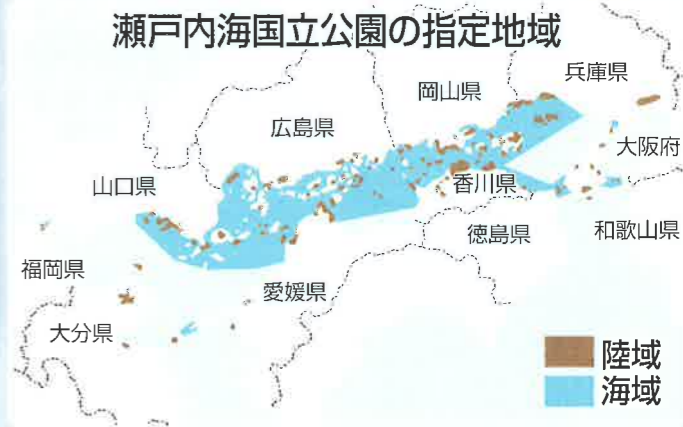 瀬戸内海国立公園の指定地域
兵庫県
岡山県
広島県
大阪府
山口県
香川県
徳島県
和歌山県
福岡県
愛媛県
大分県
陸域
海域